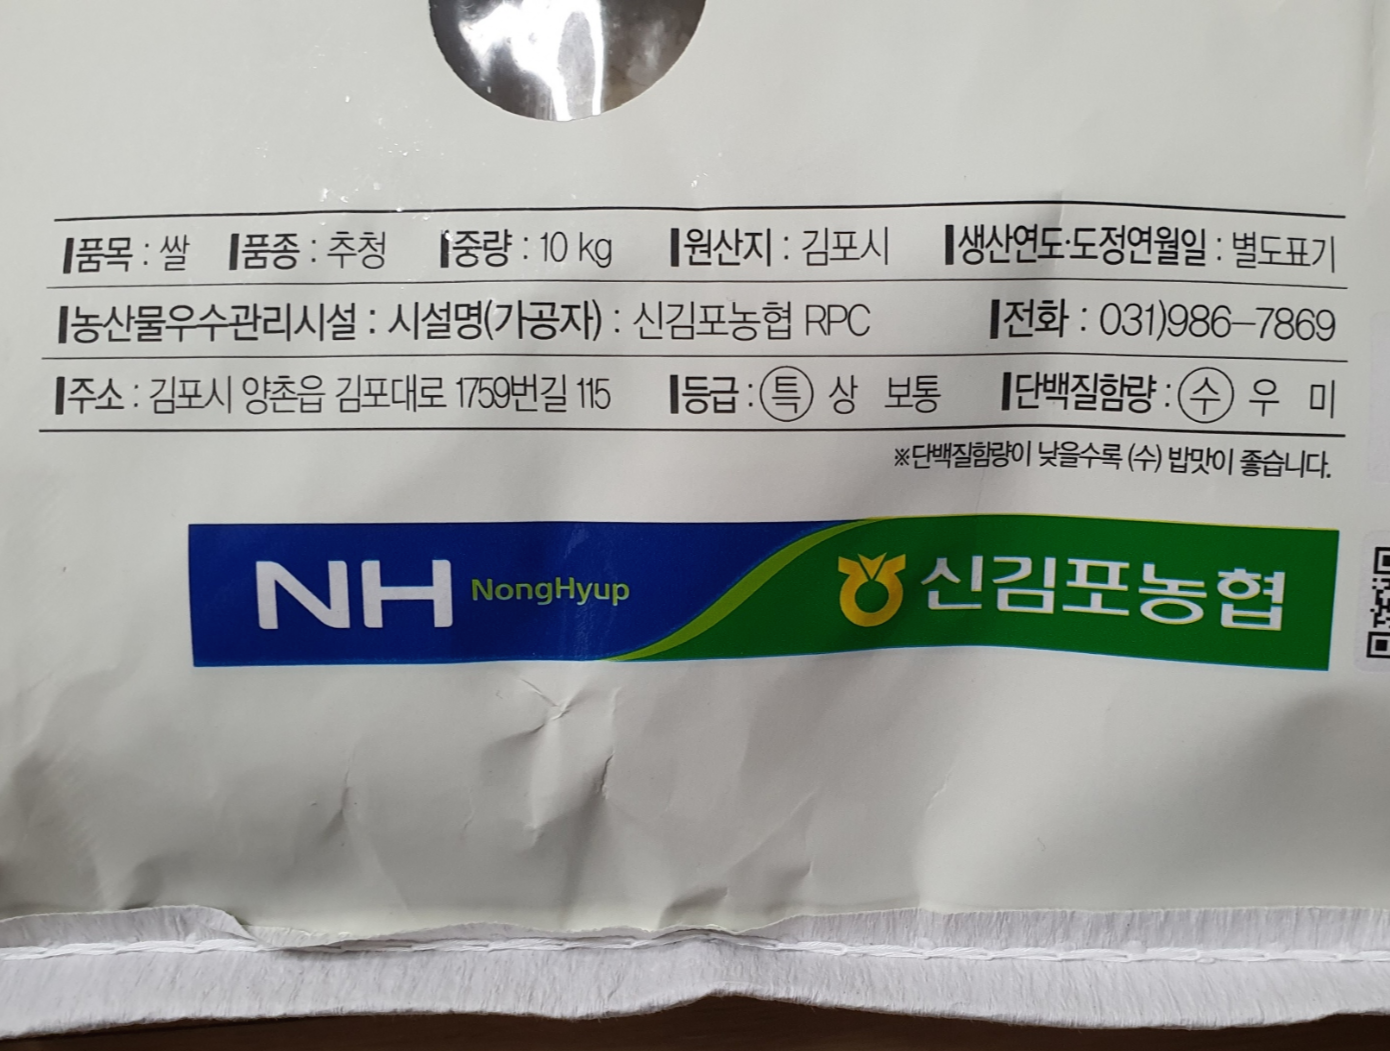 품목 : 쌀 품종 : 추청 중량 : 10 kg 원산지 : 김포시 생산연도·도정연월일 : 별도표기
농산물우수관리시설 : 시설명(가공자) : 신김포농협 RPC 전화 : 031)986-7869
주소 : 김포시 양촌읍 김포대로 1759번길 115 등급 : 특 상 보통 단백질함량 : 수 우 미
※단백질함량이 낮을수록 (수) 밥맛이 좋습니다.
NH NongHyup 신김포농협